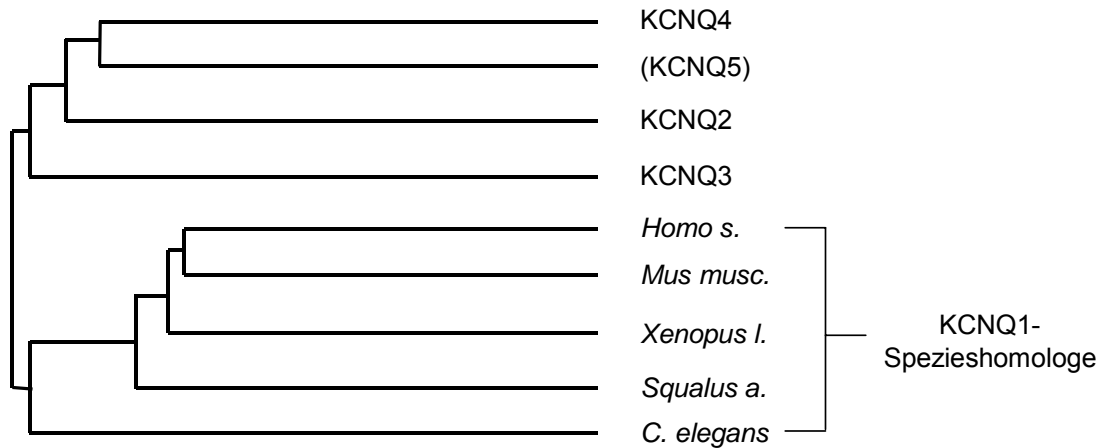 KCNQ4
(KCNQ5)
KCNQ2
KCNQ3
Homo s.
Mus musc.
Xenopus l.
Squalus a.
C. elegans
KCNQ1-
Spezieshomologe